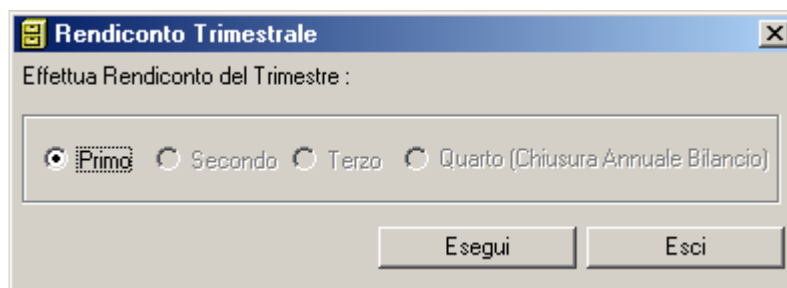 Rendiconto Trimestrale
Effettua Rendiconto del Trimestre :
Primo Secondo Terzo Quarto (Chiusura Annuale Bilancio)
Esegui Esci